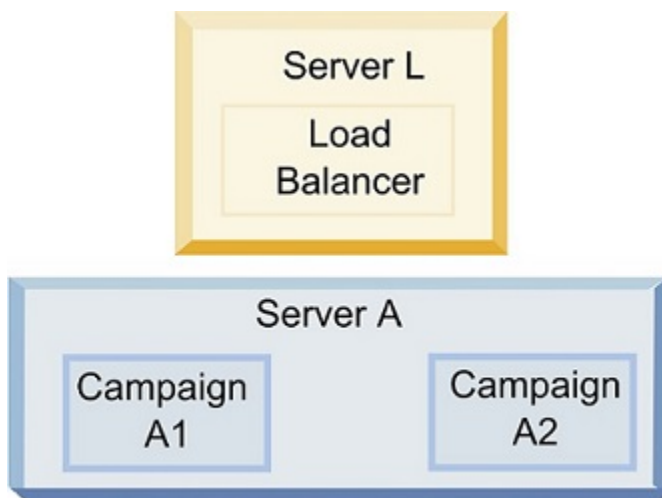 Server L
Load
Balancer
Server A
Campaign
A1
Campaign
A2